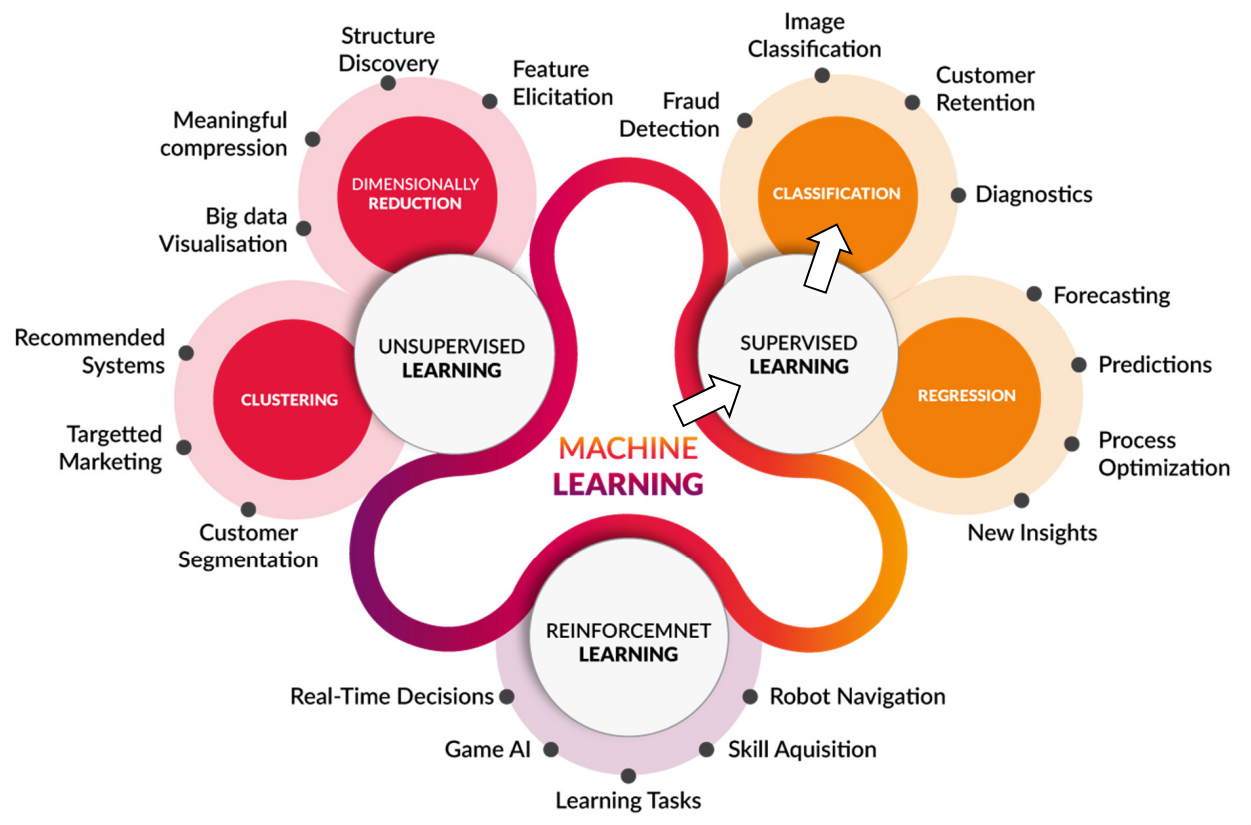 Structure
Discovery
Feature
Elicitation
Meaningful
compression
Big data
Visualisation
DIMENSIONALLY
REDUCTION
Recommended
Systems
Targetted
Marketing
Customer
Segmentation
CLUSTERING
UNSUPERVISED
LEARNING
Image
Classification
Customer
Retention
Fraud
Detection
Diagnostics
CLASSIFICATION
SUPERVISED
LEARNING
Forecasting
Predictions
Process
Optimization
New Insights
REGRESSION
MACHINE
LEARNING
REINFORCEMNET
LEARNING
Real-Time Decisions
Game AI
Learning Tasks
Skill Aquisition
Robot Navigation